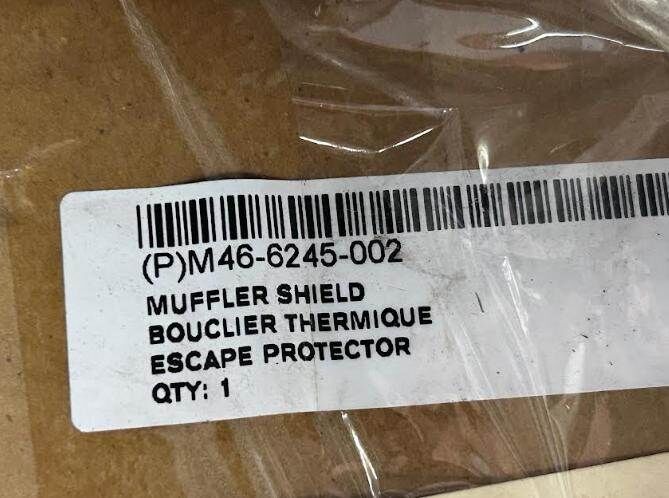 (P)M46-6245-002
MUFFLER SHIELD
BOUCLIER THERMIQUE
ESCAPE PROTECTOR
QTY: 1